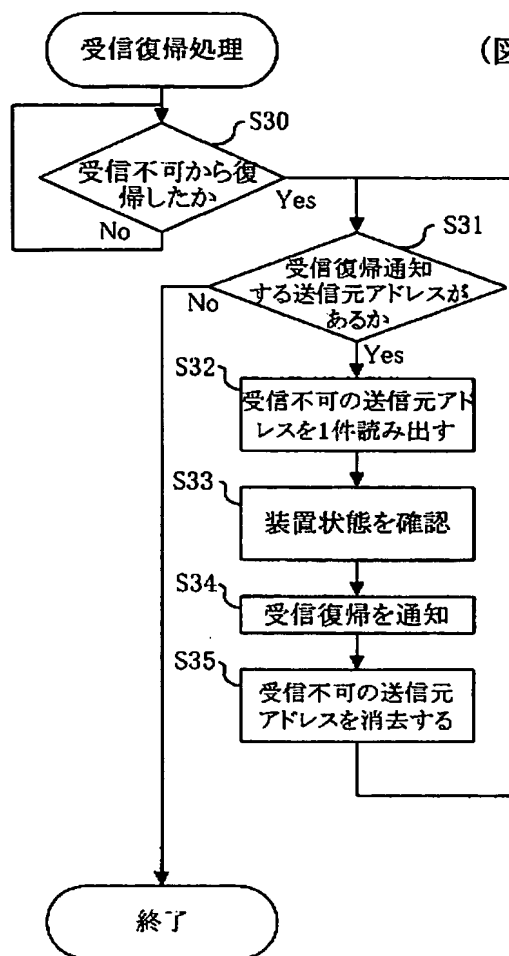 受信復帰処理
(図
S30
受信不可から復
帰したか
Yes
No
S31
受信復帰通知
する送信元アドレスが
あるか
No
Yes
S32
受信不可の送信元アド
レスを1件読み出す
S33
装置状態を確認
S34
受信復帰を通知
S35
受信不可の送信元
アドレスを消去する
終了